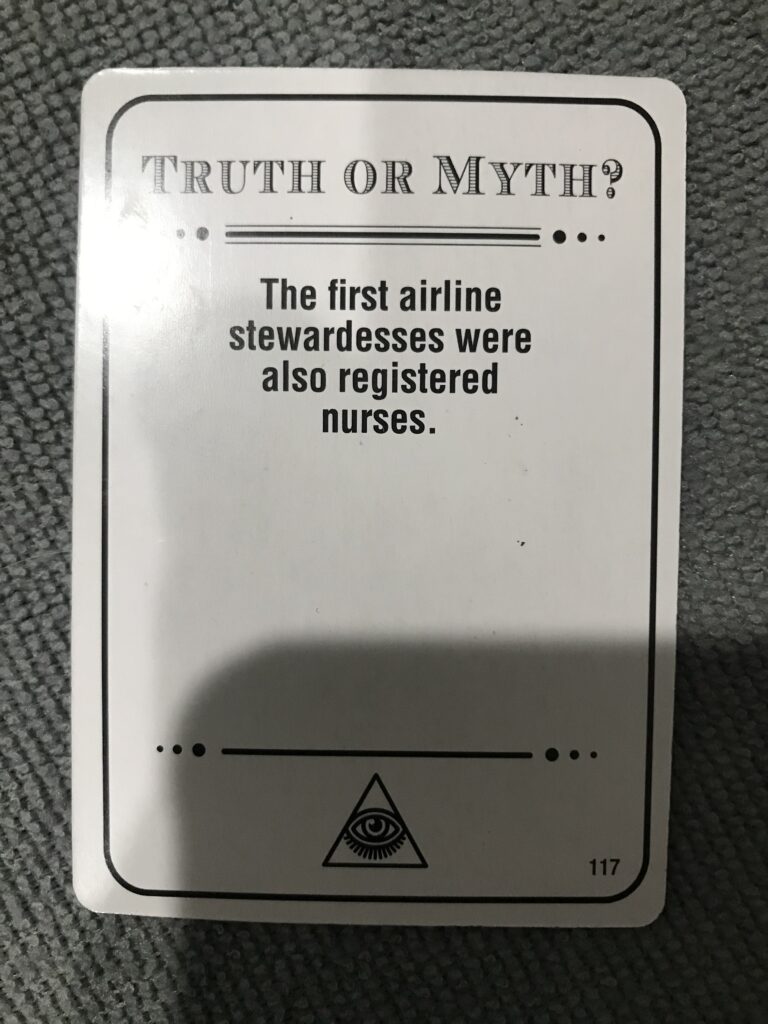 TRUTH OR MYTH?
The first airline
stewardesses were
also registered
nurses.
117